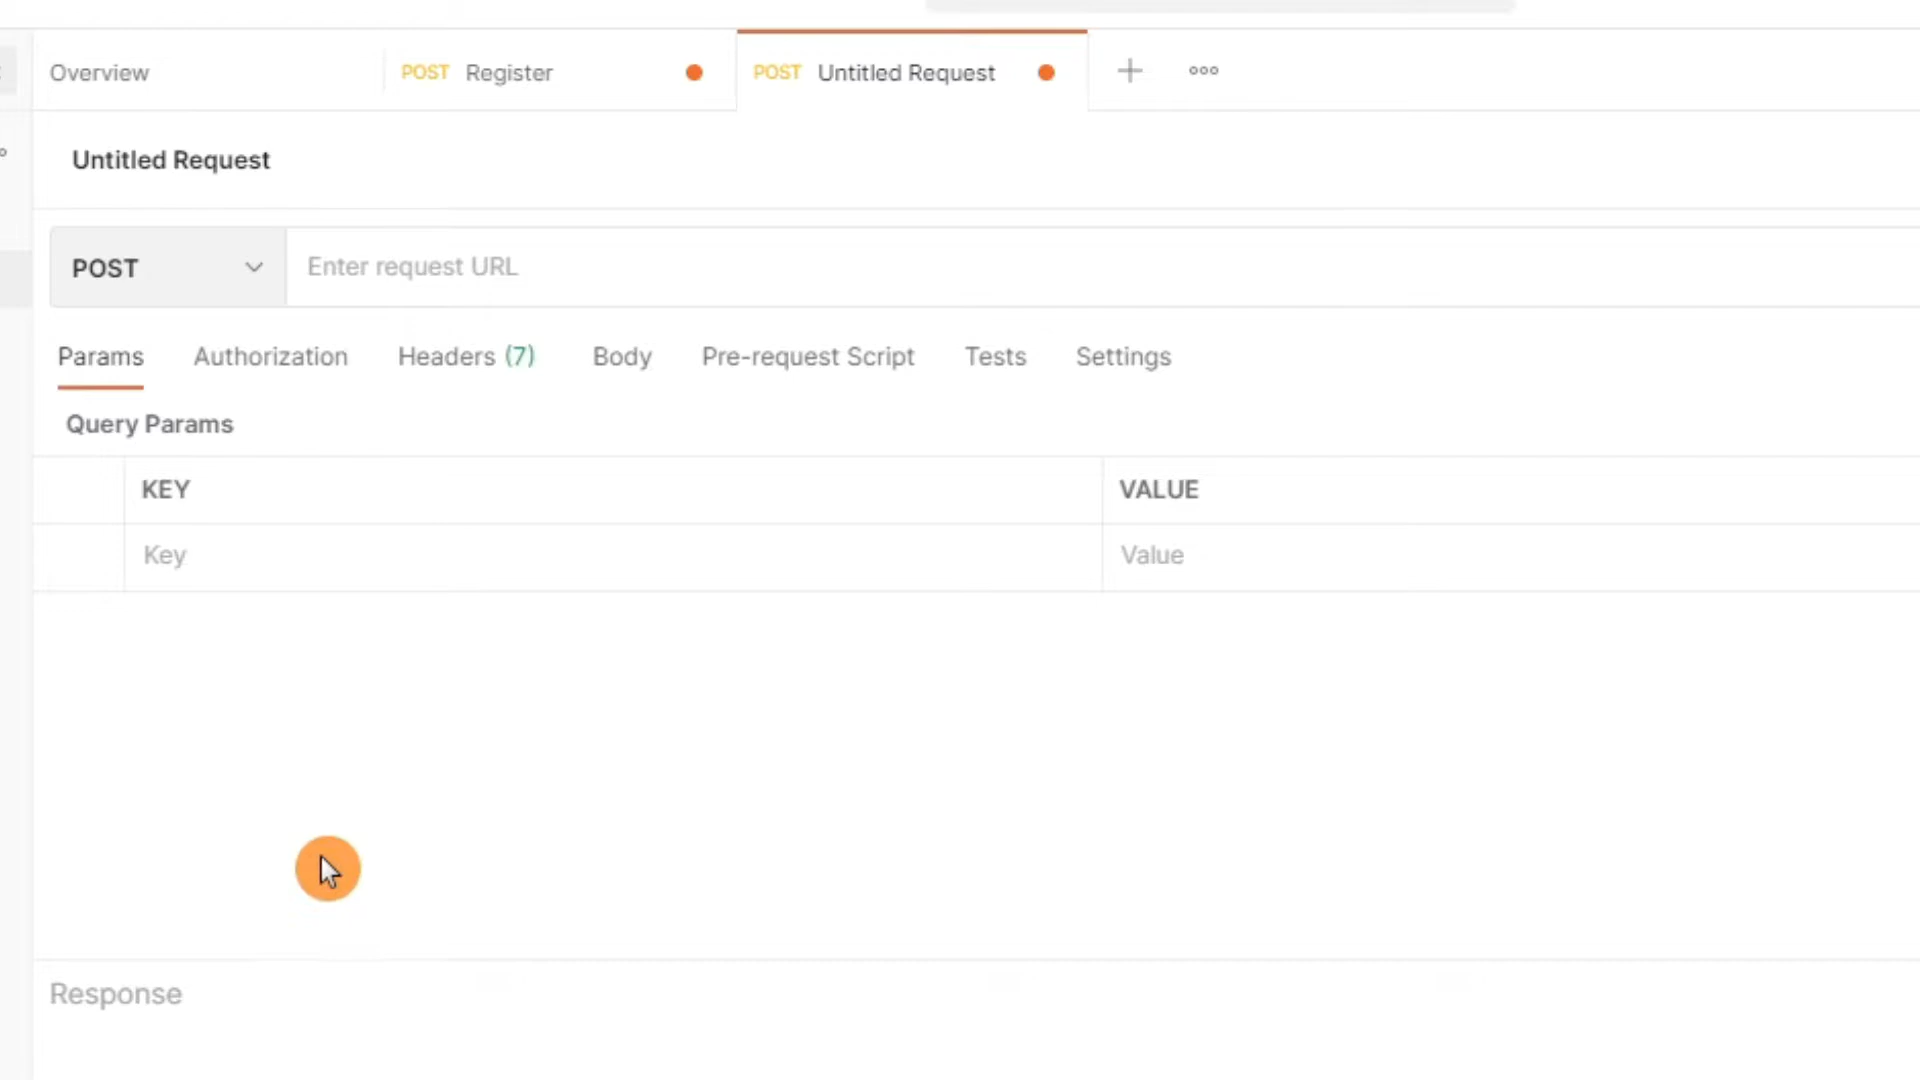 Overview POST Register POST Untitled Request
Untitled Request
POST Enter request URL
Params Authorization Headers (7) Body Pre-request Script Tests Settings
Query Params
KEY VALUE
Key Value
Response